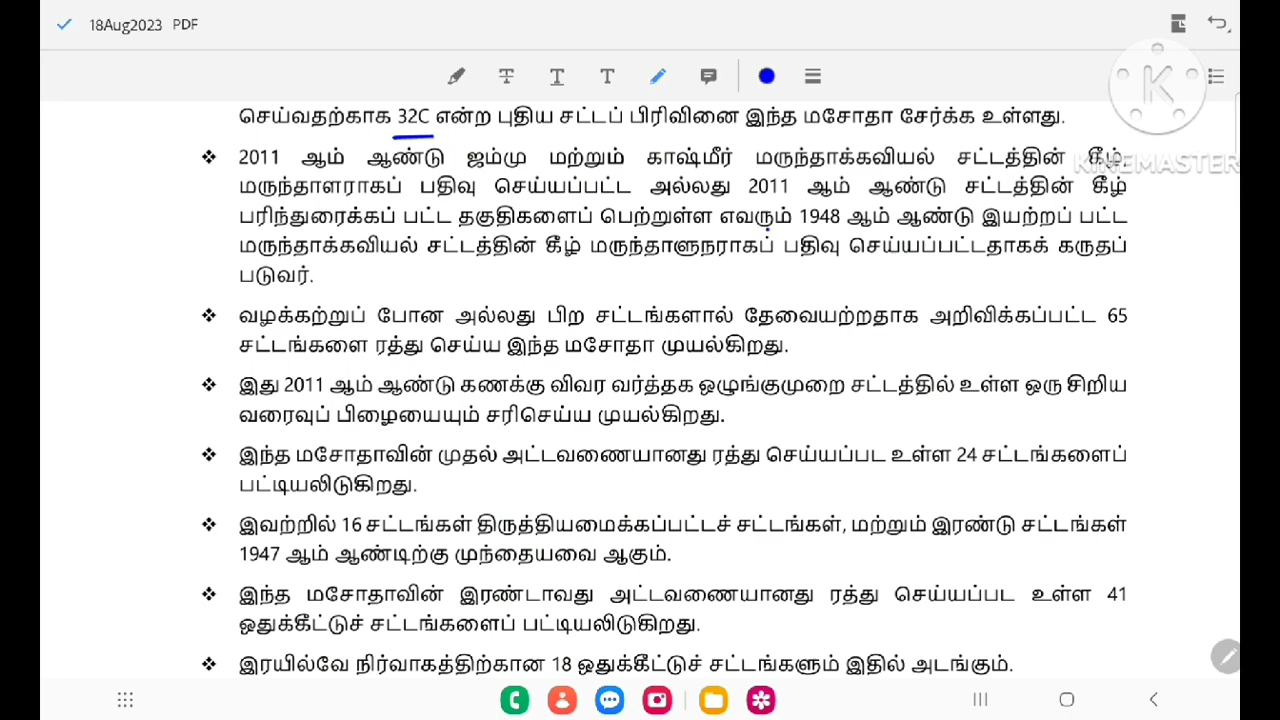 18Aug2023 PDF
செய்வதற்காக 32C என்ற புதிய சட்டப் பிரிவினை இந்த மசோதா சேர்க்க உள்ளது.
❖ 2011 ஆம் ஆண்டு ஜம்மு மற்றும் காஷ்மீர் மருந்தாக்கவியல் சட்டத்தின் கீழ்,
மருந்தாளராகப் பதிவு செய்யப்பட்ட அல்லது 2011 ஆம் ஆண்டு சட்டத்தின் கீழ்
பரிந்துரைக்கப் பட்ட தகுதிகளைப் பெற்றுள்ள எவரும் 1948 ஆம் ஆண்டு இயற்றப் பட்ட
மருந்தாக்கவியல் சட்டத்தின் கீழ் மருந்தாளுநராகப் பதிவு செய்யப்பட்டதாகக் கருதப்
படுவர்.
❖ வழக்கற்றுப் போன அல்லது பிற சட்டங்களால் தேவையற்றதாக அறிவிக்கப்பட்ட 65
சட்டங்களை ரத்து செய்ய இந்த மசோதா முயல்கிறது.
❖ இது 2011 ஆம் ஆண்டு கணக்கு விவர வர்த்தக ஒழுங்குமுறை சட்டத்தில் உள்ள ஒரு சிறிய
வரைவுப் பிழையையும் சரிசெய்ய முயல்கிறது.
❖ இந்த மசோதாவின் முதல் அட்டவணையானது ரத்து செய்யப்பட உள்ள 24 சட்டங்களைப்
பட்டியலிடுகிறது.
❖ இவற்றில் 16 சட்டங்கள் திருத்தியமைக்கப்பட்டச் சட்டங்கள், மற்றும் இரண்டு சட்டங்கள்
1947 ஆம் ஆண்டிற்கு முந்தையவை ஆகும்.
❖ இந்த மசோதாவின் இரண்டாவது அட்டவணையானது ரத்து செய்யப்பட உள்ள 41
ஒதுக்கீட்டுச் சட்டங்களைப் பட்டியலிடுகிறது.
❖ இரயில்வே நிர்வாகத்திற்கான 18 ஒதுக்கீட்டுச் சட்டங்களும் இதில் அடங்கும்.
K
KINEMASTER